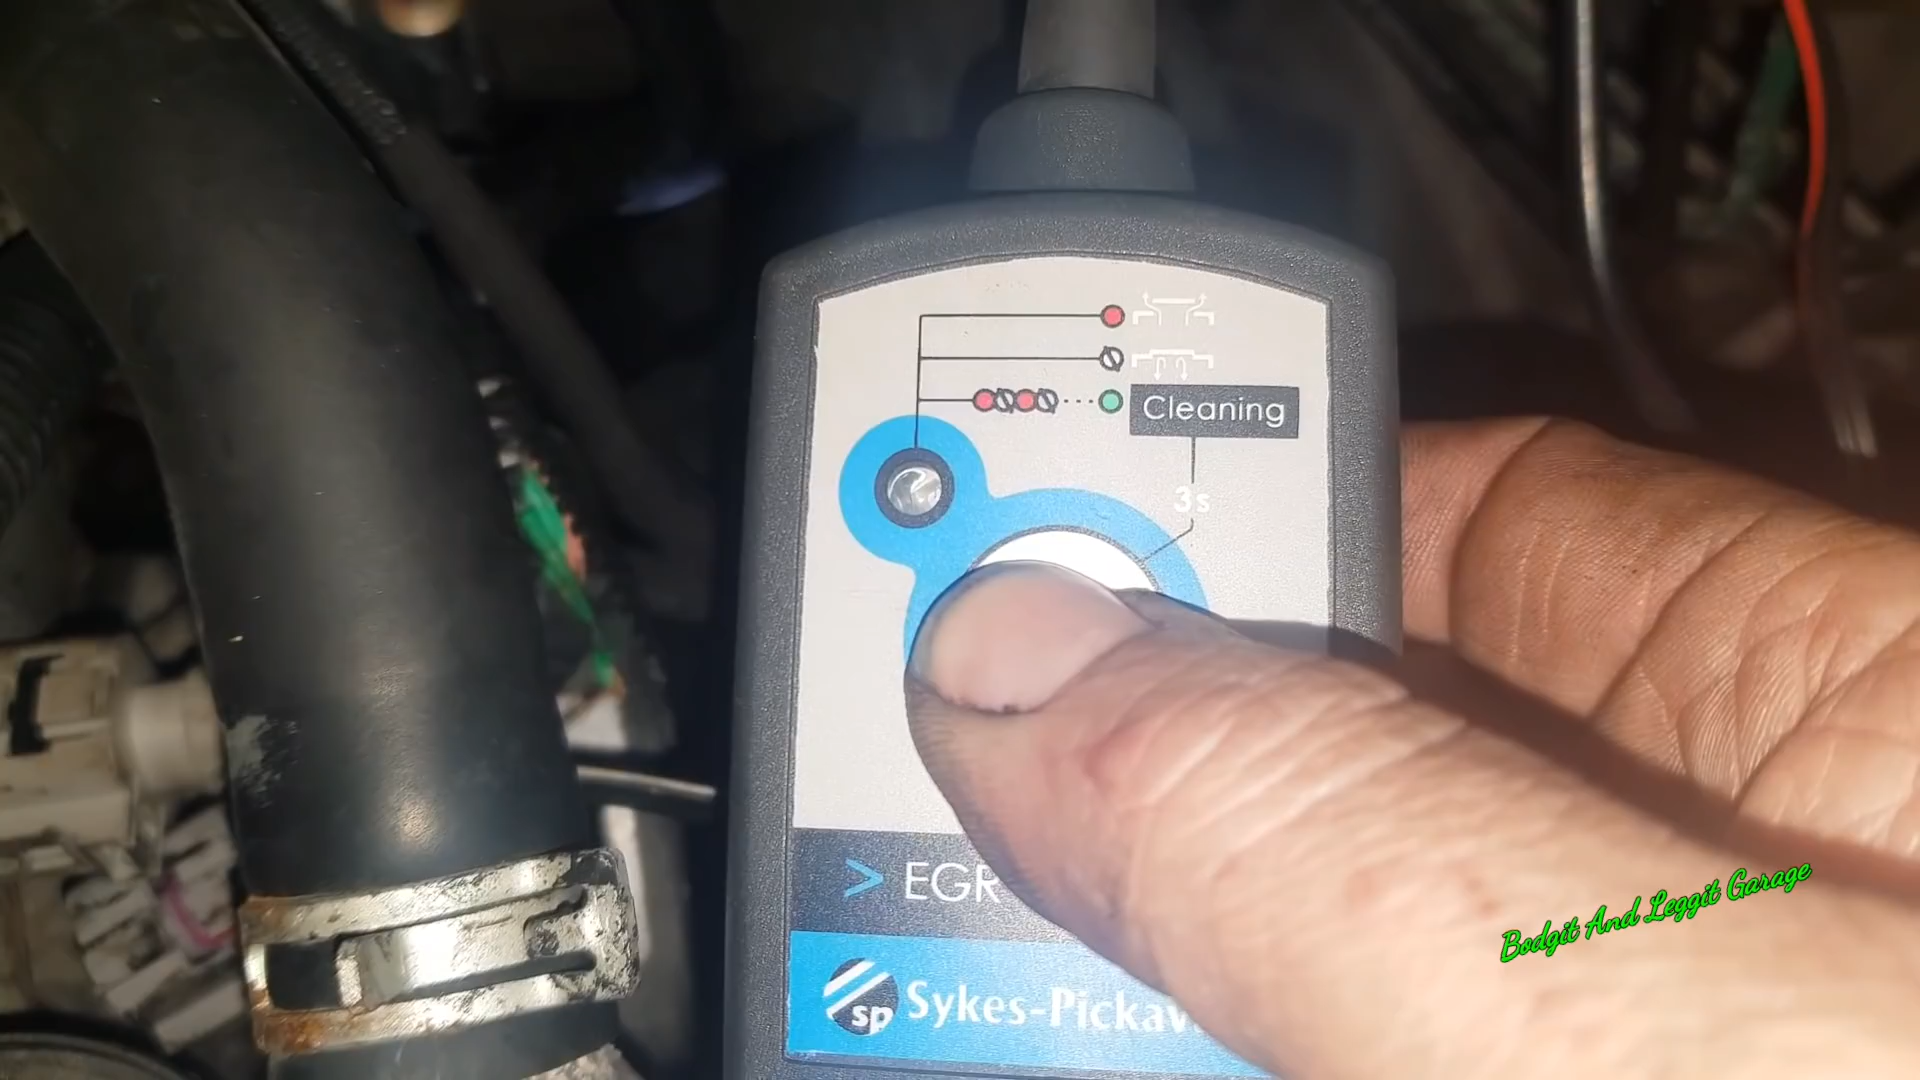 Cleaning
3s
> EGR
sp Sykes-Pickav
Bodgit And Leggit Garage